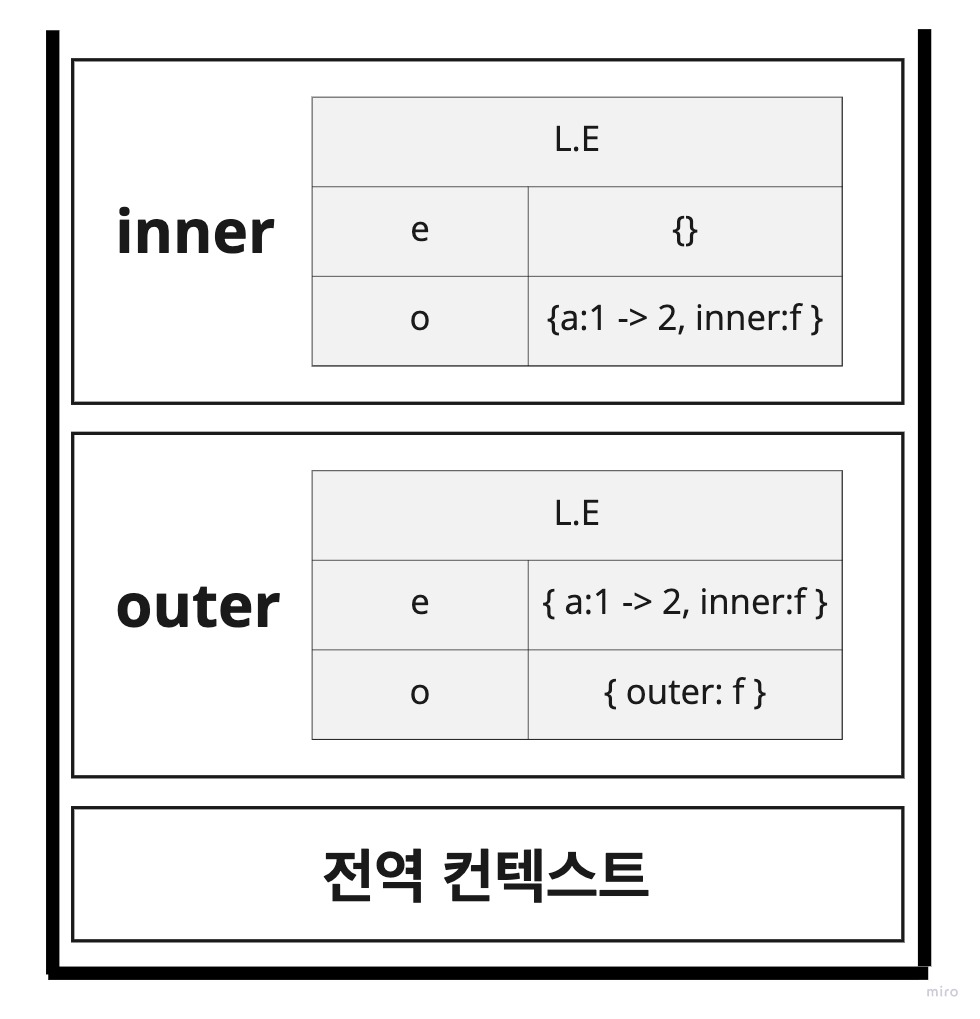 L.E
inner
e {}
o {a:1 -> 2, inner:f }
L.E
outer
e { a:1 -> 2, inner:f }
o { outer: f }
전역 컨텍스트
miro